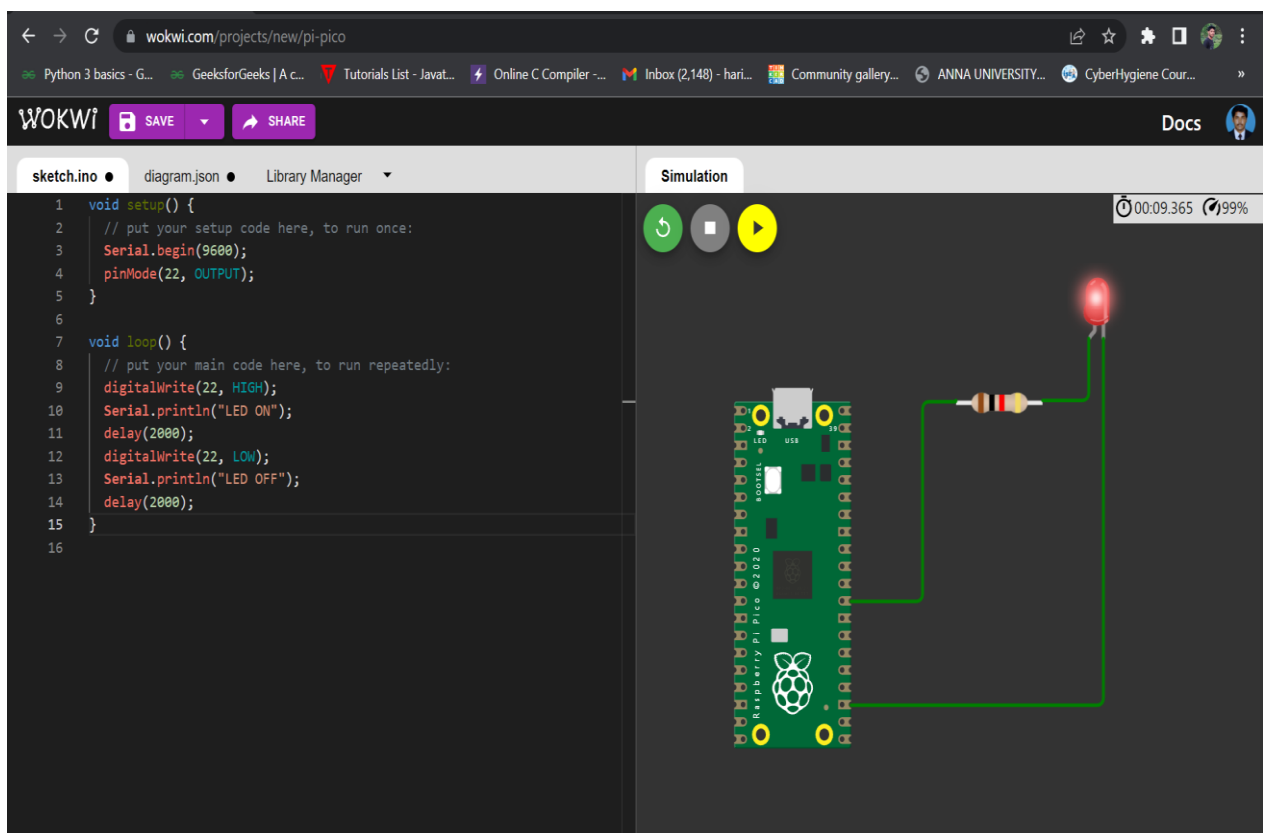 wokwi.com/projects/new/pi-pico
Python 3 basics - G... GeeksforGeeks | A c... Tutorials List - Javat... Online C Compiler -... Inbox (2,148) - hari... Community gallery... ANNA UNIVERSITY... CyberHygiene Cour... »
WOKWi SAVE SHARE Docs
sketch.ino ● diagram.json ● Library Manager Simulation
00:09.365 99%
1 void setup() {
2 // put your setup code here, to run once:
3 Serial.begin(9600);
4 pinMode(22, OUTPUT);
5 }
6
7 void loop() {
8 // put your main code here, to run repeatedly:
9 digitalWrite(22, HIGH);
10 Serial.println("LED ON");
11 delay(2000);
12 digitalWrite(22, LOW);
13 Serial.println("LED OFF");
14 delay(2000);
15 }
16
1
2 39
LED USB
BOOTSEL
Raspberry Pi Pico ©2020